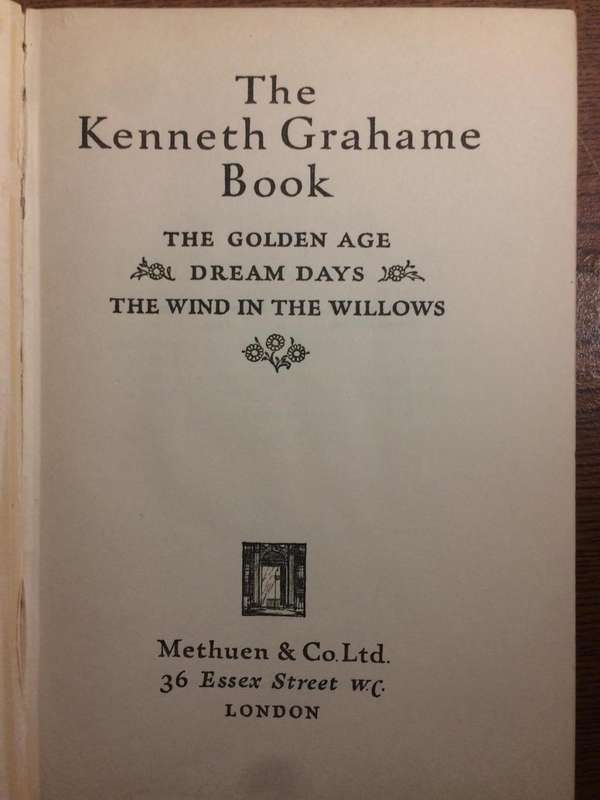 The
Kenneth Grahame
Book
THE GOLDEN AGE
DREAM DAYS
THE WIND IN THE WILLOWS
Methuen & Co. Ltd.
36 Essex Street W.C.
LONDON